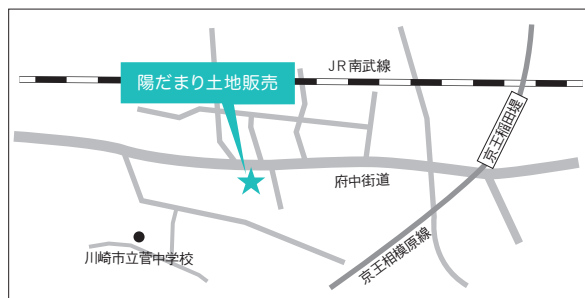 JR南武線
陽だまり土地販売
京王稲田堤
府中街道
京王相模原線
川崎市立菅中学校